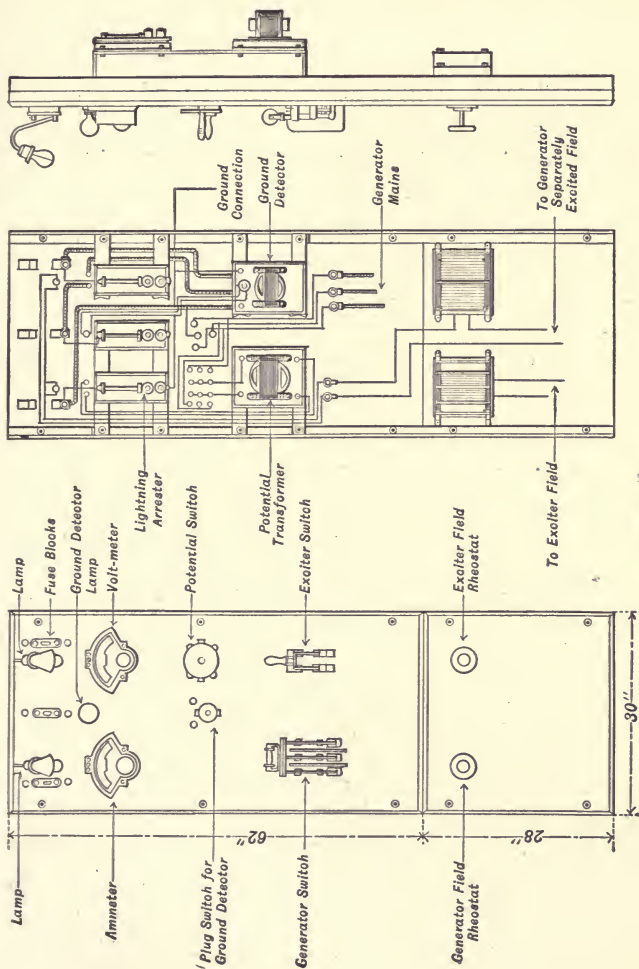 Ground
Connection
Ground
Detector
Generator
Mains
To Generator
Separately
Excited Field
Lightning
Arrester
Potential
Transformer
To Exciter Field
Lamp
Fuse Blocks
Ground Detector
Lamp
Volt-meter
Potential Switch
Exciter Switch
Exciter Field
Rheostat
30"
62"
28"
Lamp
Ammeter
Plug Switch for
Ground Detector
Generator Switch
Generator Field
Rheostat